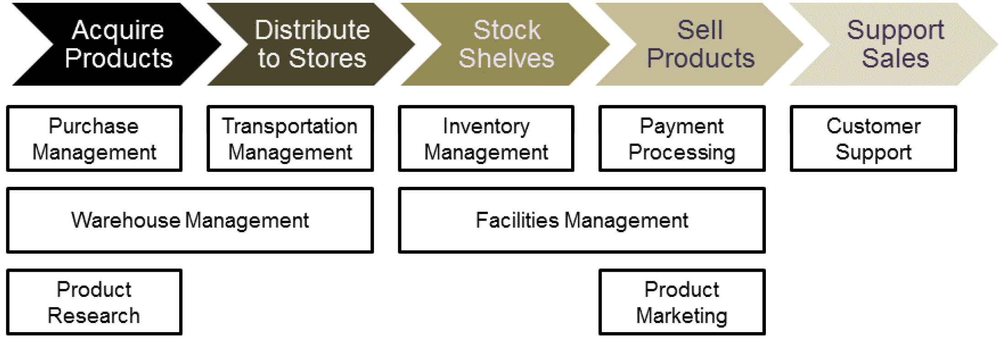 Acquire
Products
Distribute
to Stores
Stock
Shelves
Sell
Products
Support
Sales
Purchase
Management
Transportation
Management
Inventory
Management
Payment
Processing
Customer
Support
Warehouse Management
Facilities Management
Product
Research
Product
Marketing